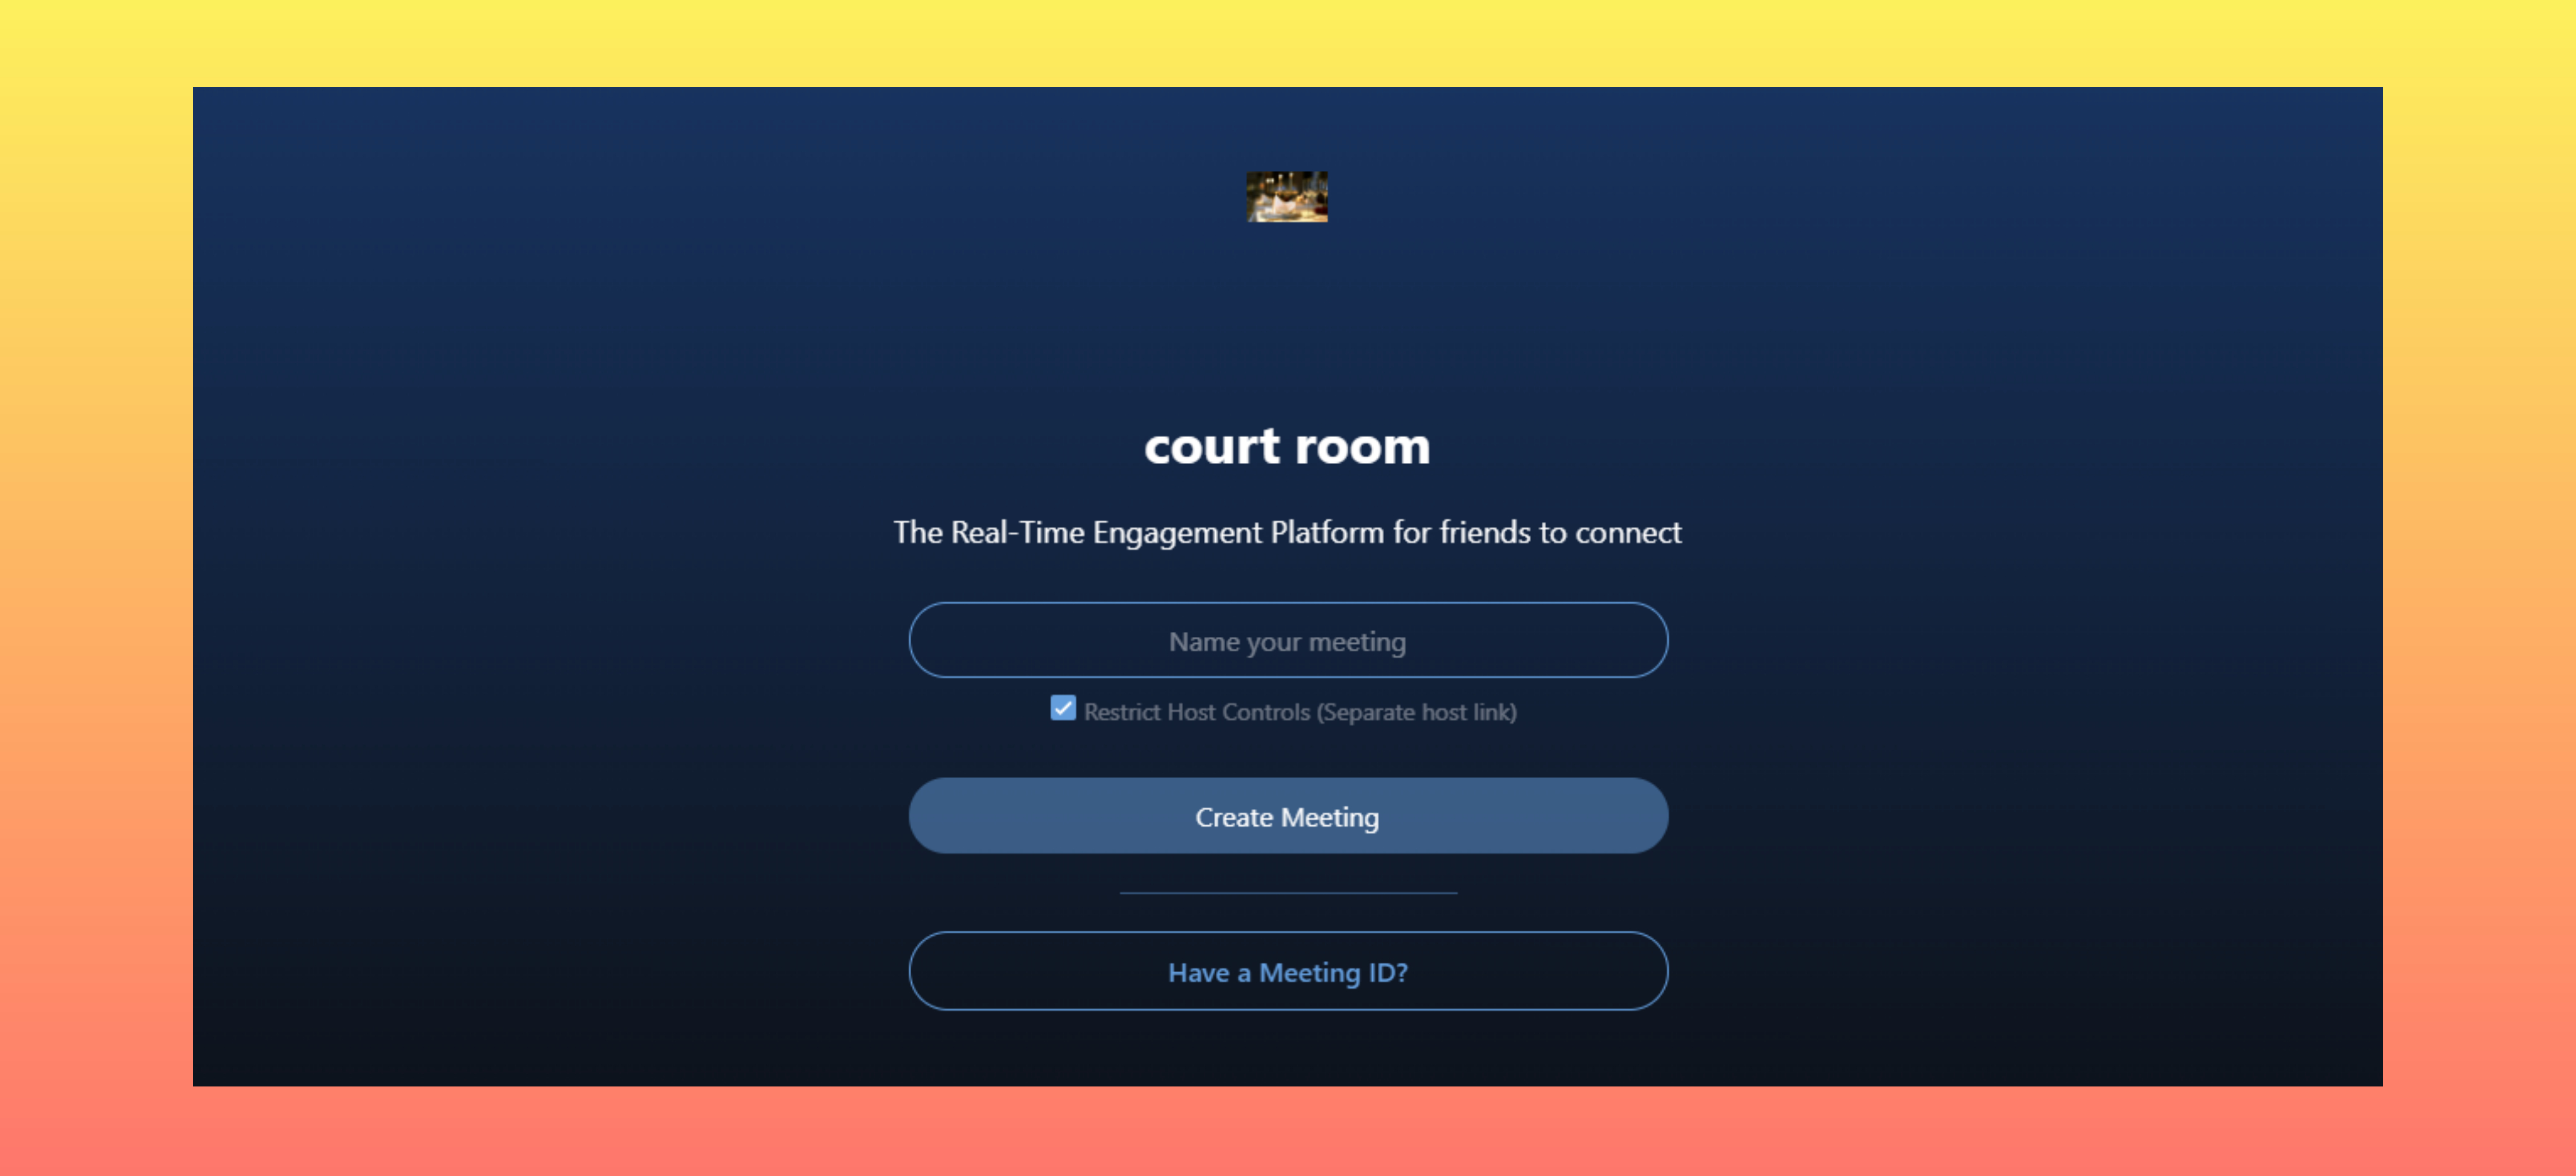 court room
The Real-Time Engagement Platform for friends to connect
Name your meeting
Restrict Host Controls (Separate host link)
Create Meeting
Have a Meeting ID?